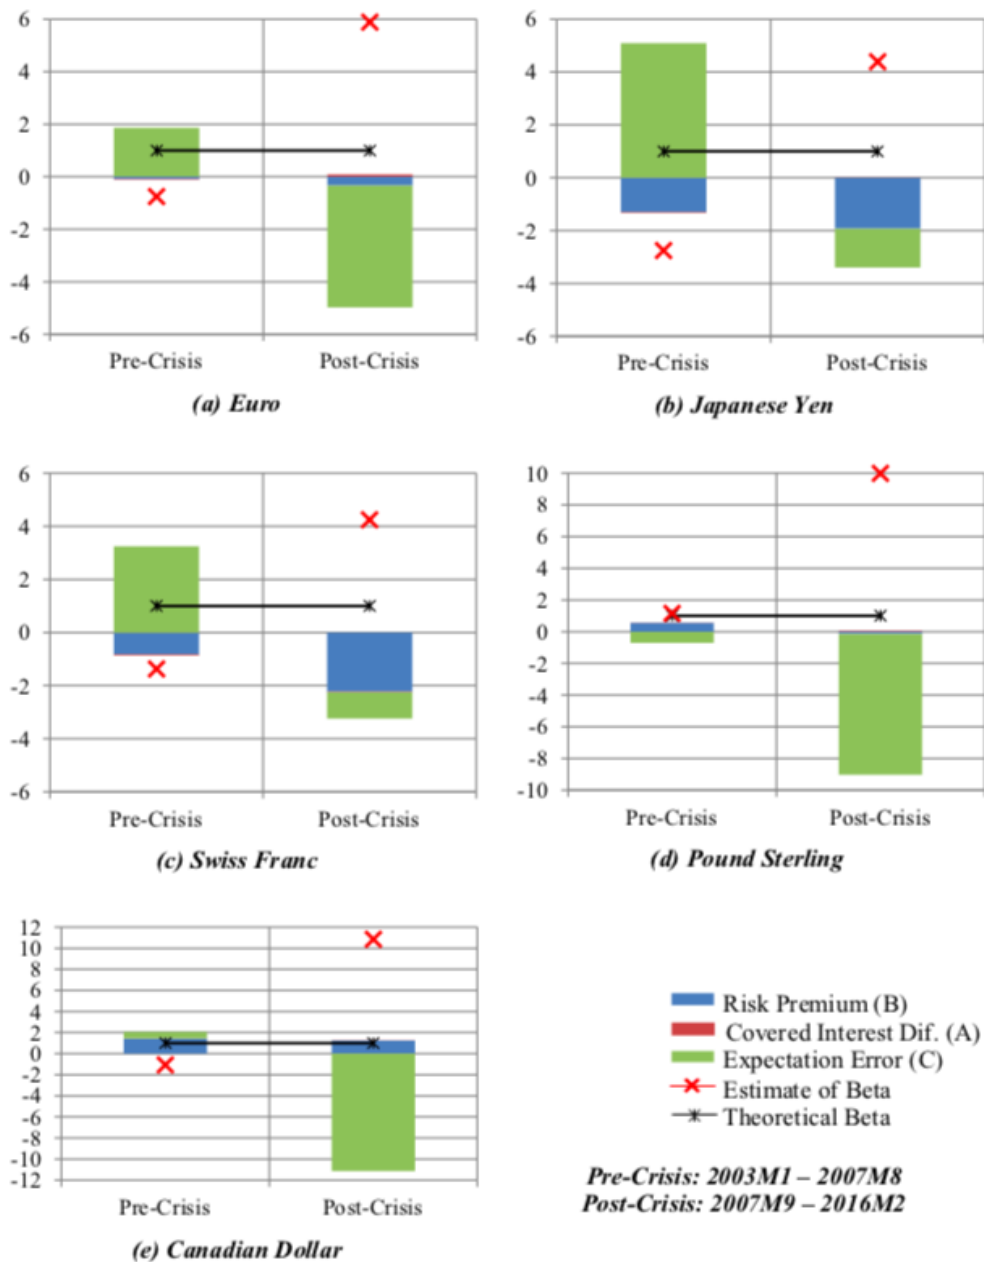 6
4
2
0
-2
-4
-6
Pre-Crisis Post-Crisis
(a) Euro
6
4
2
0
-2
-4
-6
Pre-Crisis Post-Crisis
(b) Japanese Yen
6
4
2
0
-2
-4
-6
Pre-Crisis Post-Crisis
(c) Swiss Franc
10
8
6
4
2
0
-2
-4
-6
-8
-10
Pre-Crisis Post-Crisis
(d) Pound Sterling
12
10
8
6
4
2
0
-2
-4
-6
-8
-10
-12
Pre-Crisis Post-Crisis
(e) Canadian Dollar
Risk Premium (B)
Covered Interest Dif. (A)
Expectation Error (C)
Estimate of Beta
Theoretical Beta
Pre-Crisis: 2003M1 – 2007M8
Post-Crisis: 2007M9 – 2016M2